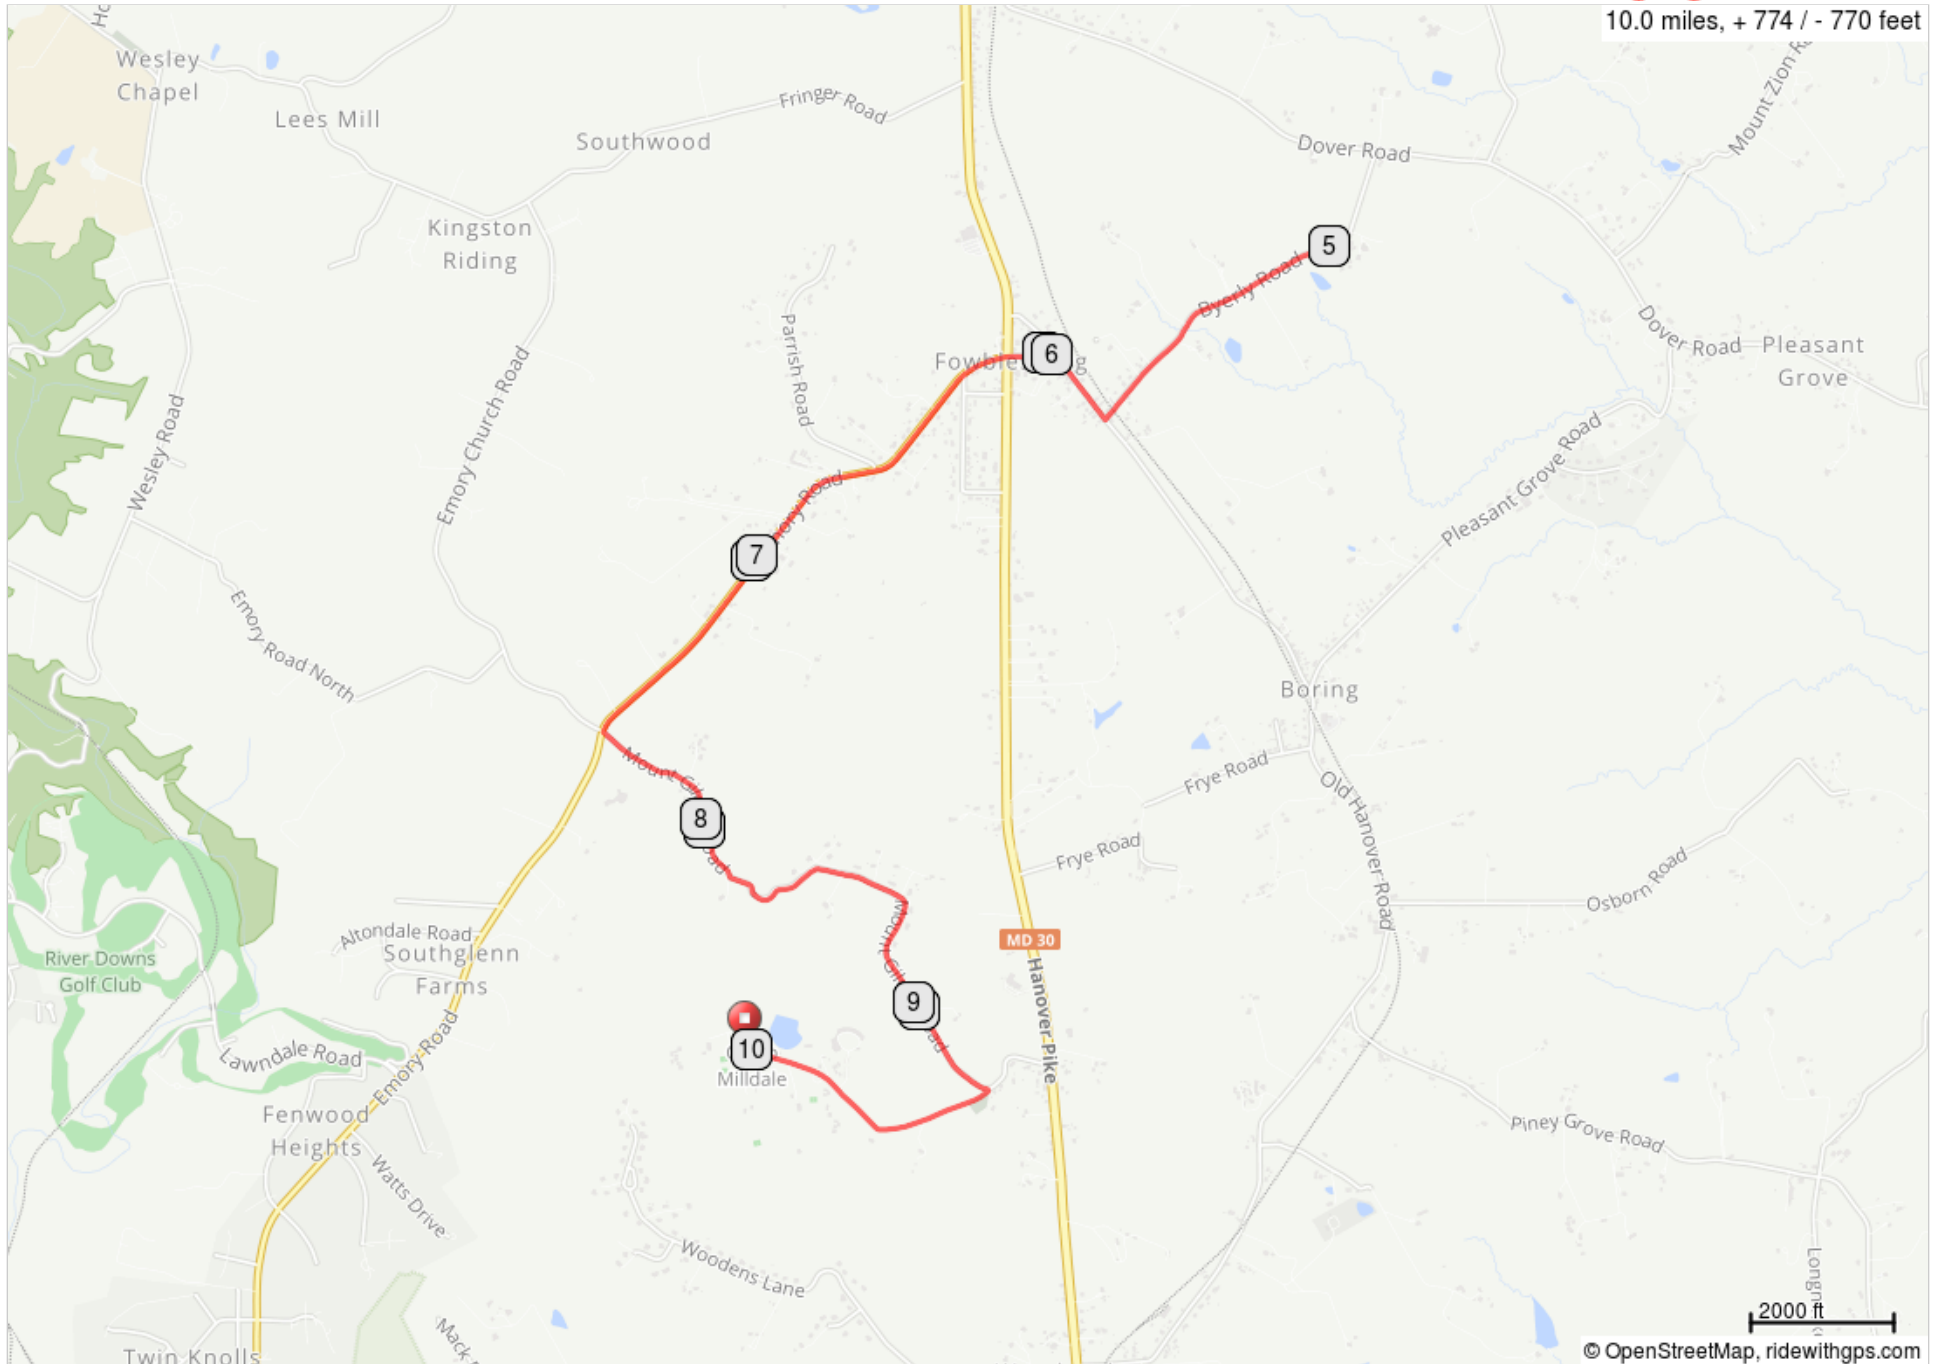 10.0 miles, + 774 / - 770 feet
Wesley
Chapel
Lees Mill
Fringer Road
Southwood
Mount Zion
Dover Road
Kingston
Riding
5
Byerly Road
Parrish Road
6
Dover Road
Pleasant
Grove
Emory Church Road
Wesley Road
Pleasant Grove Road
7
Emory Road North
Boring
Mount
Frye Road
Old Hanover Road
8
Frye Road
Osborn Road
Mount
Altondale Road
Southglenn
Farms
River Downs
Golf Club
MD 30
Hanover Pike
9
10
Milldale
Lawndale Road
Emory Road
Fenwood
Heights
Piney Grove Road
Watts Drive
Woodens Lane
2000 ft
Twin Knolls
© OpenStreetMap, ridewithgps.com